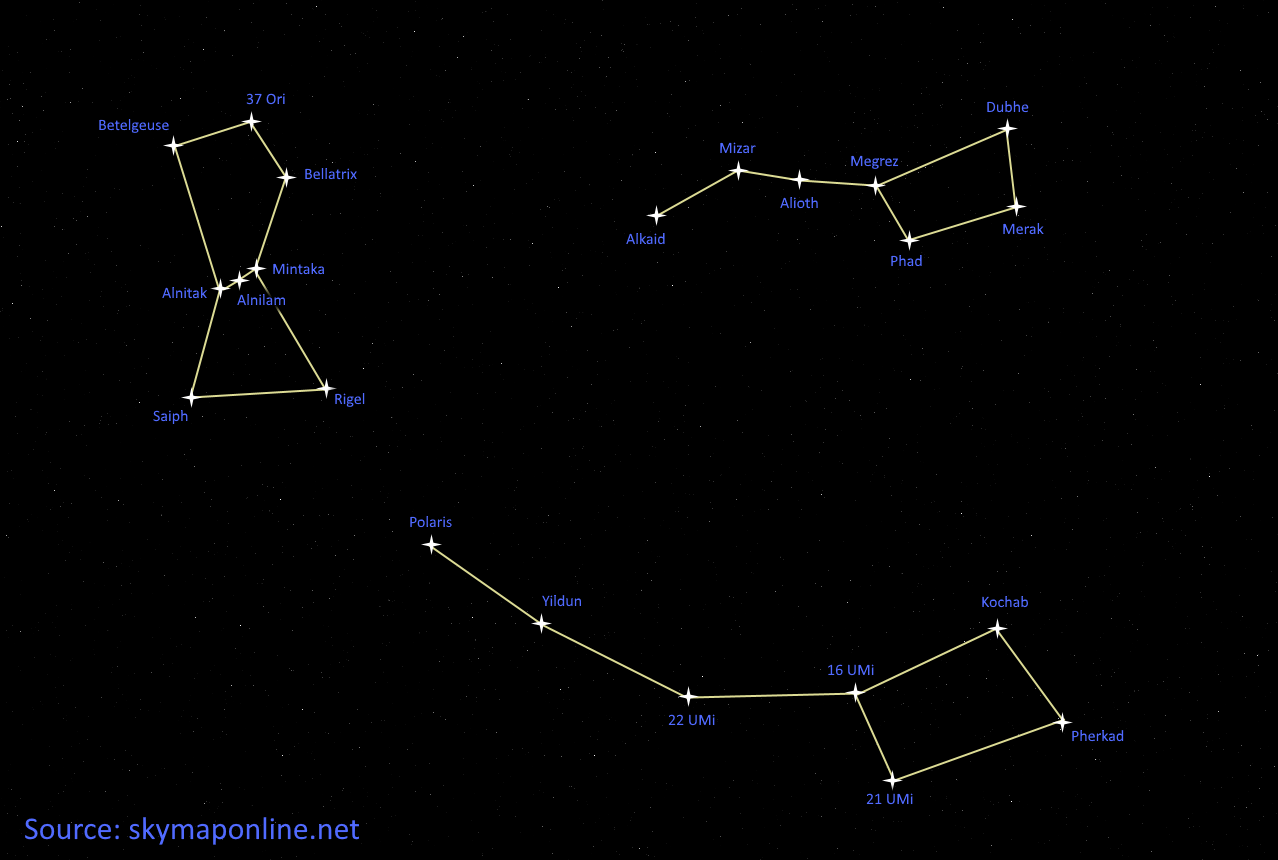 37 Ori
Betelgeuse
Bellatrix
Mintaka
Alnitak
Alnilam
Rigel
Saiph
Dubhe
Mizar
Megrez
Alioth
Merak
Alkaid
Phad
Polaris
Yildun
Kochab
16 UMi
22 UMi
Pherkad
21 UMi
Source: skymaponline.net